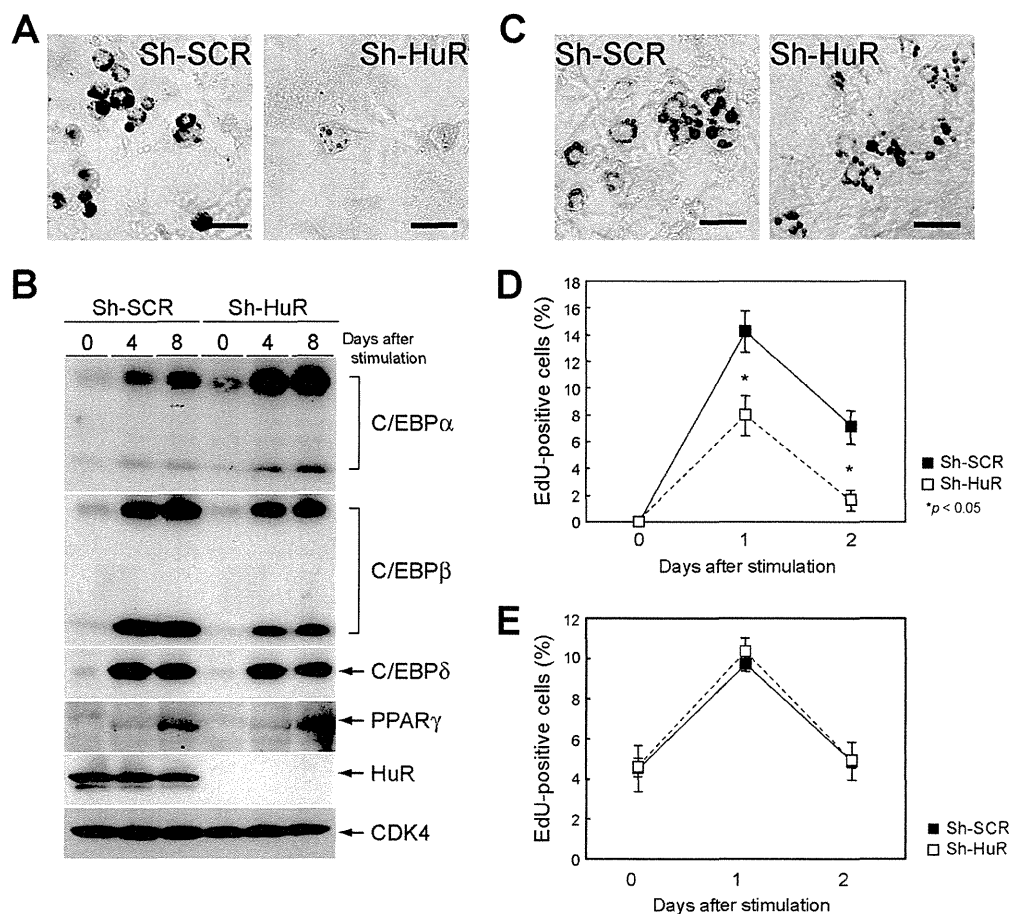 A
Sh-SCR
Sh-HuR
C
Sh-SCR
Sh-HuR
B
Sh-SCR Sh-HuR
0 4 8 0 4 8 Days after
stimulation
C/EBPα
C/EBPβ
C/EBPδ
PPARγ
HuR
CDK4
D
EdU-positive cells (%)
18
16
14
12
10
8
6
4
2
0
*
*
0 1 2
Days after stimulation
Sh-SCR
Sh-HuR
*p < 0.05
E
EdU-positive cells (%)
12
10
8
6
4
2
0
0 1 2
Days after stimulation
Sh-SCR
Sh-HuR